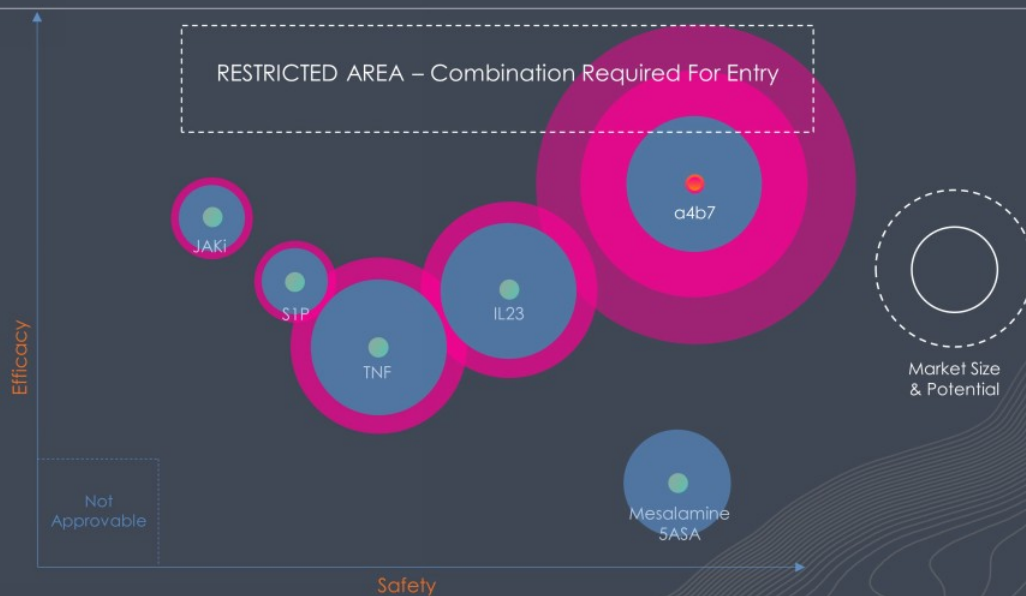 RESTRICTED AREA – Combination Required For Entry
a4b7
JAKi
S1P
IL23
TNF
Market Size
& Potential
Efficacy
Not
Approvable
Mesalamine
5ASA
Safety